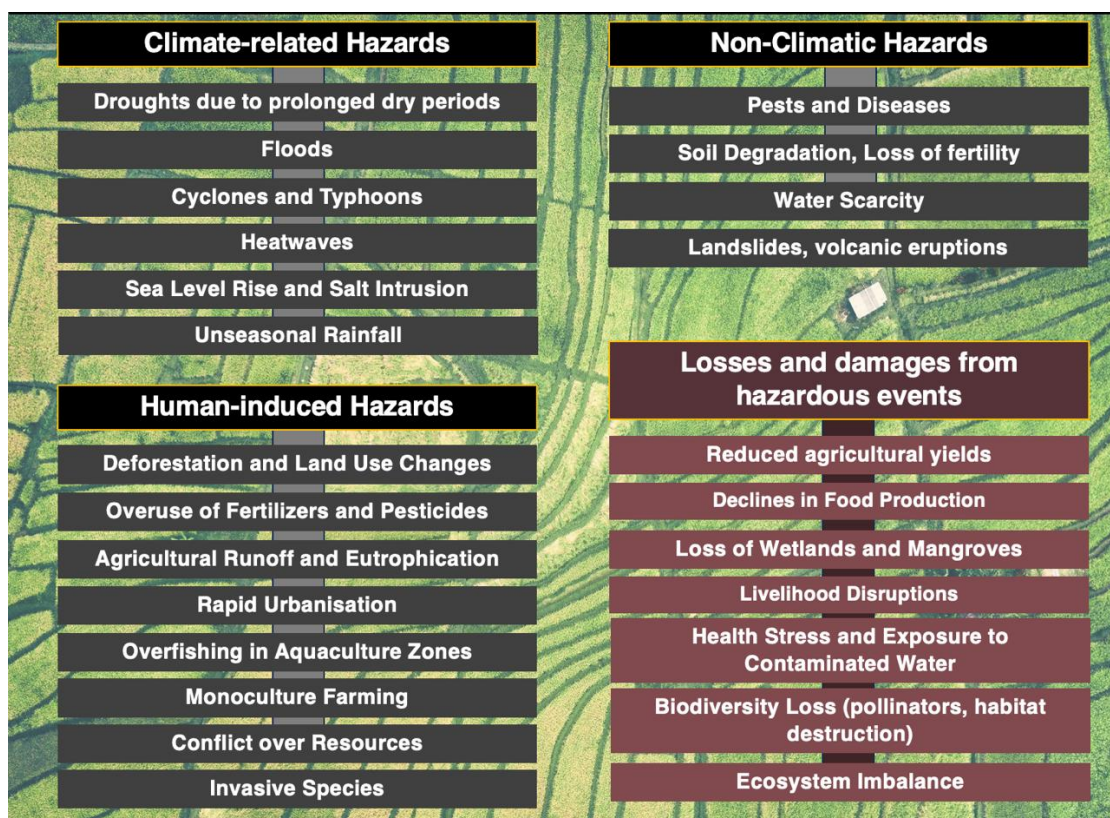 Climate-related Hazards
Droughts due to prolonged dry periods
Floods
Cyclones and Typhoons
Heatwaves
Sea Level Rise and Salt Intrusion
Unseasonal Rainfall
Human-induced Hazards
Deforestation and Land Use Changes
Overuse of Fertilizers and Pesticides
Agricultural Runoff and Eutrophication
Rapid Urbanisation
Overfishing in Aquaculture Zones
Monoculture Farming
Conflict over Resources
Invasive Species
Non-Climatic Hazards
Pests and Diseases
Soil Degradation, Loss of fertility
Water Scarcity
Landslides, volcanic eruptions
Losses and damages from
hazardous events
Reduced agricultural yields
Declines in Food Production
Loss of Wetlands and Mangroves
Livelihood Disruptions
Health Stress and Exposure to
Contaminated Water
Biodiversity Loss (pollinators, habitat
destruction)
Ecosystem Imbalance